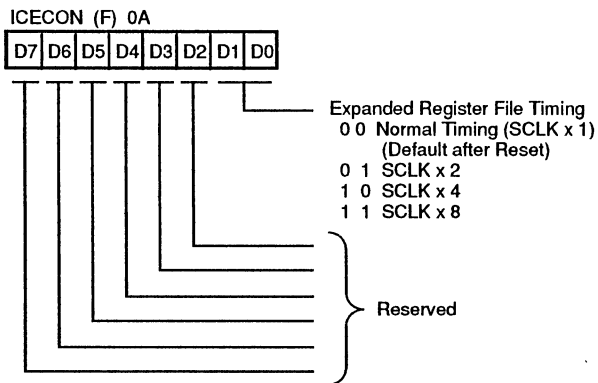 ICECON (F) 0A
D7 D6 D5 D4 D3 D2 D1 D0
Expanded Register File Timing
0 0 Normal Timing (SCLK x 1)
(Default after Reset)
0 1 SCLK x 2
1 0 SCLK x 4
1 1 SCLK x 8
Reserved